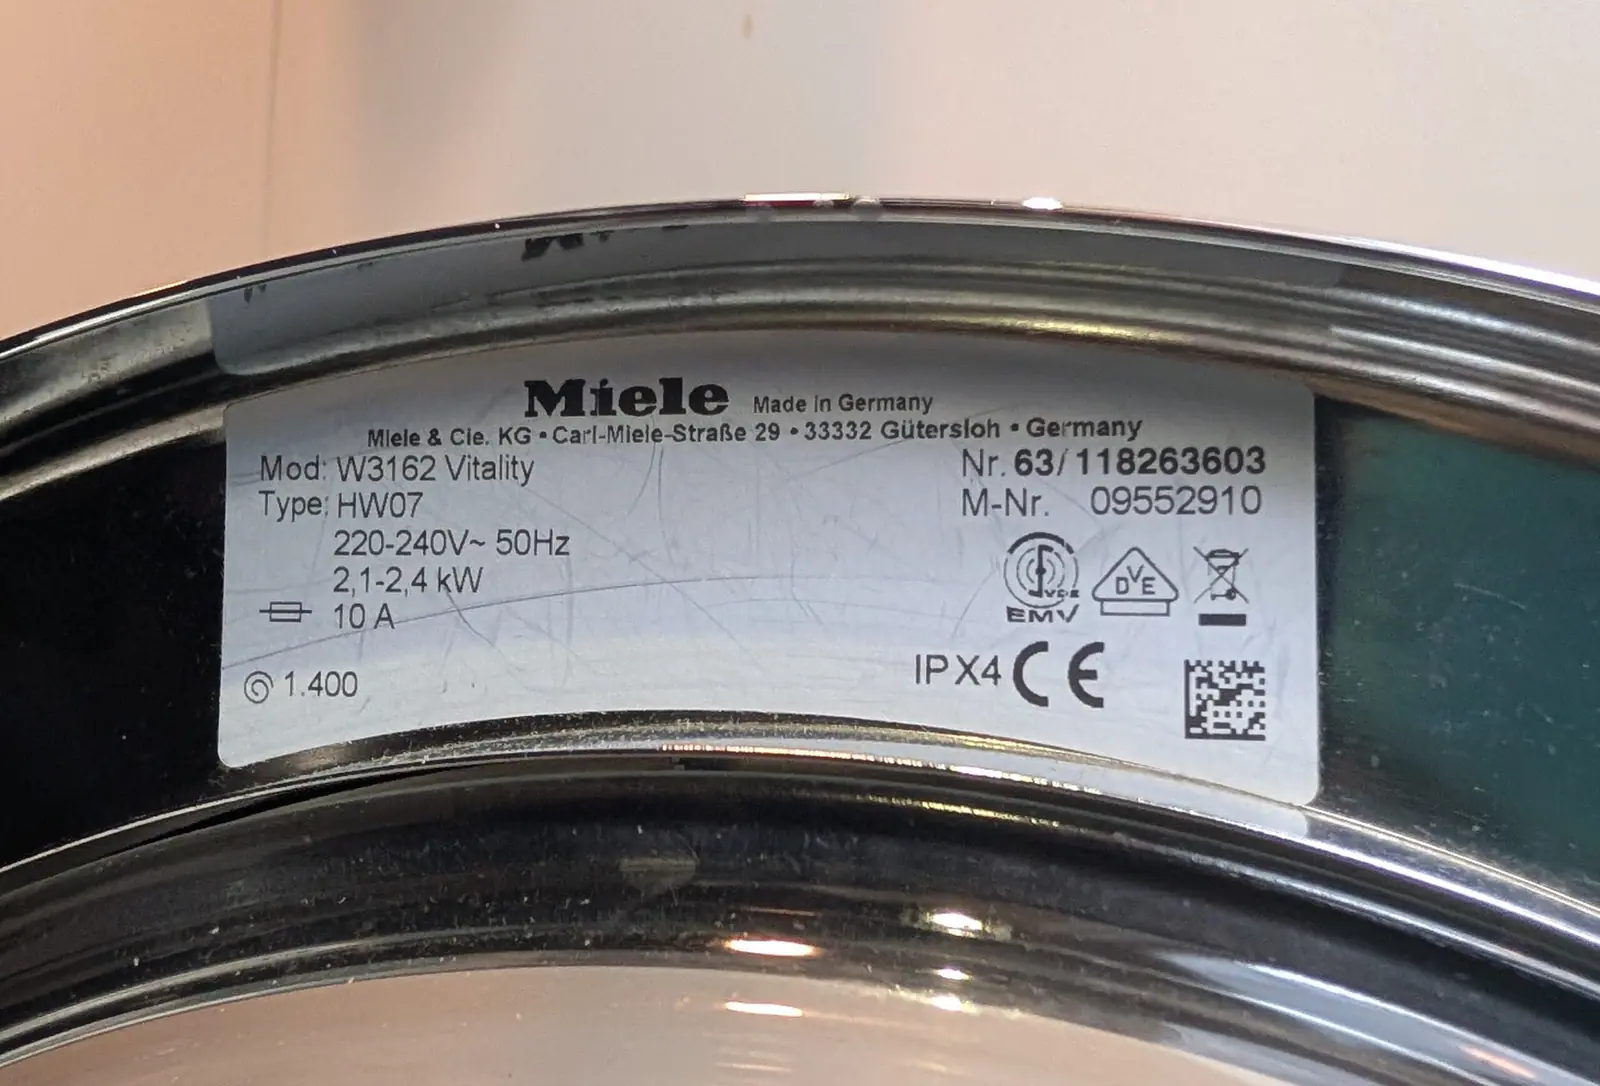 Miele Made in Germany
Miele & Cie. KG • Carl-Miele-Straße 29 • 33332 Gütersloh • Germany
Mod: W3162 Vitality Nr. 63/118263603
Type: HW07 M-Nr. 09552910
220-240V~ 50Hz
2,1-2,4 kW
10 A
VDE
EMV
DVE
1.400
IPX4 CE